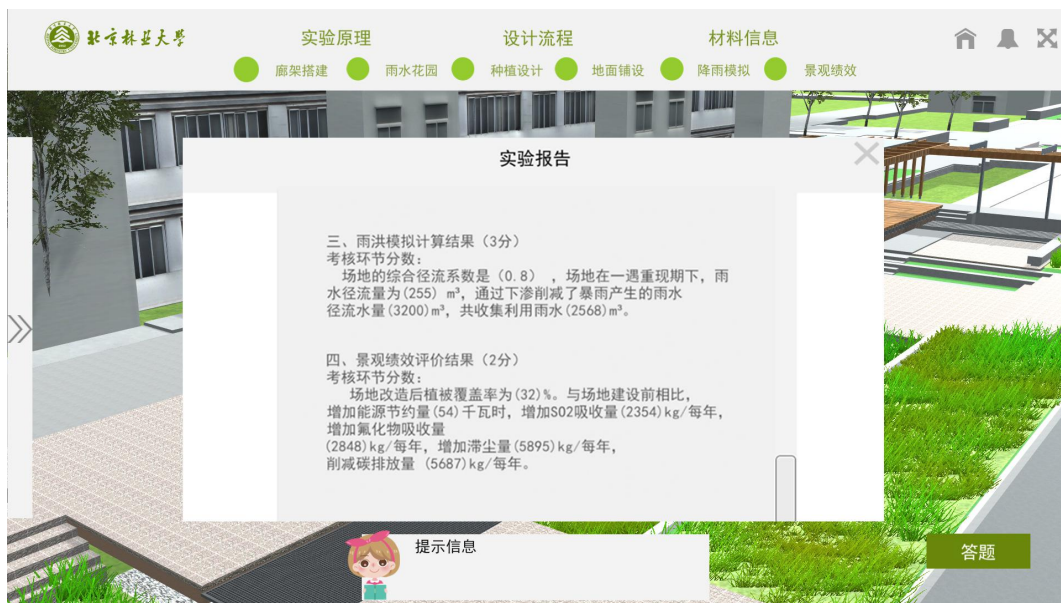 北京林业大学
实验原理 设计流程 材料信息
廊架搭建 雨水花园 种植设计 地面铺设 降雨模拟 景观绩效
实验报告
三、雨洪模拟计算结果（3分）
考核环节分数：
场地的综合径流系数是（0.8），场地在一遇重现期下，雨
水径流量为(255) m³，通过下渗削减了暴雨产生的雨水
径流水量(3200)m³，共收集利用雨水(2568)m³。
四、景观绩效评价结果（2分）
考核环节分数：
场地改造后植被覆盖率为(32)%。与场地建设前相比，
增加能源节约量(54)千瓦时，增加SO2吸收量(2354)kg/每年，
增加氟化物吸收量
(2848)kg/每年，增加滞尘量(5895)kg/每年，
削减碳排放量 (5687)kg/每年。
提示信息
答题